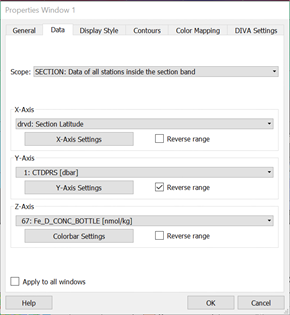 Properties Window 1
General Data Display Style Contours Color Mapping DIVA Settings
Scope: SECTION: Data of all stations inside the section band
X-Axis
drvd: Section Latitude
X-Axis Settings Reverse range
Y-Axis
1: CTDPRS [dbar]
Y-Axis Settings Reverse range
Z-Axis
67: Fe_D_CONC_BOTTLE [nmol/kg]
Colorbar Settings Reverse range
Apply to all windows
Help OK Cancel